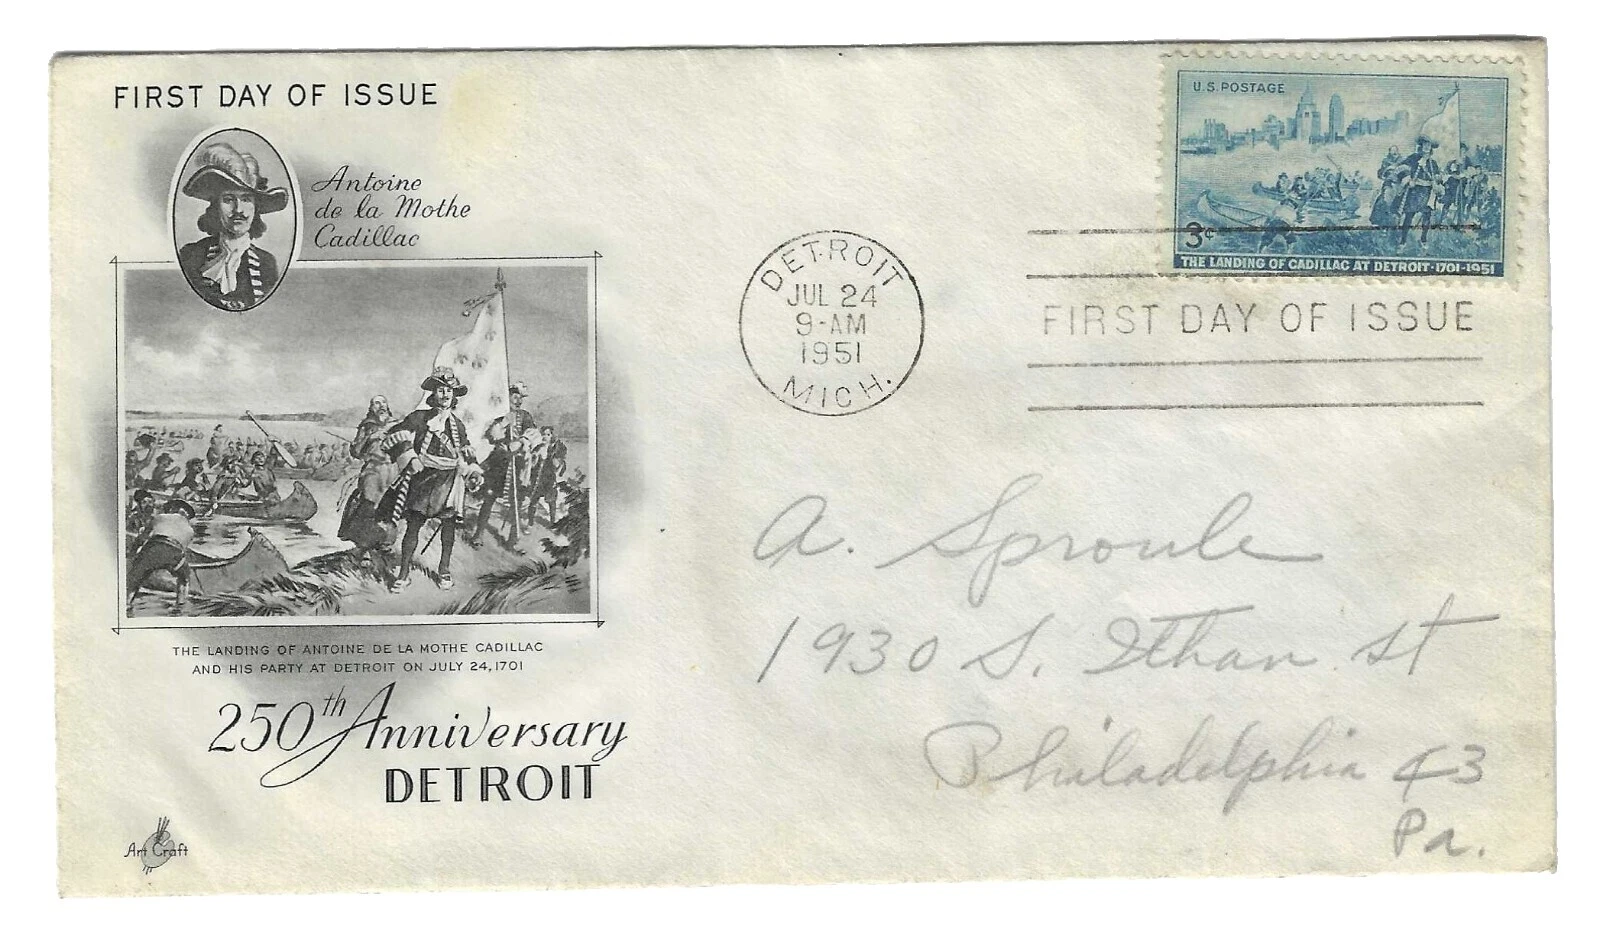 FIRST DAY OF ISSUE
Antoine
de la Mothe
Cadillac
THE LANDING OF ANTOINE DE LA MOTHE CADILLAC
AND HIS PARTY AT DETROIT ON JULY 24, 1701
250th Anniversary
DETROIT
Art Craft
DETROIT
JUL 24
9-AM
1951
MICH.
U.S. POSTAGE
3¢
THE LANDING OF CADILLAC AT DETROIT·1701-1951
FIRST DAY OF ISSUE
A. Sproule
1930 S. Ithan St
Philadelphia 43
Pa.